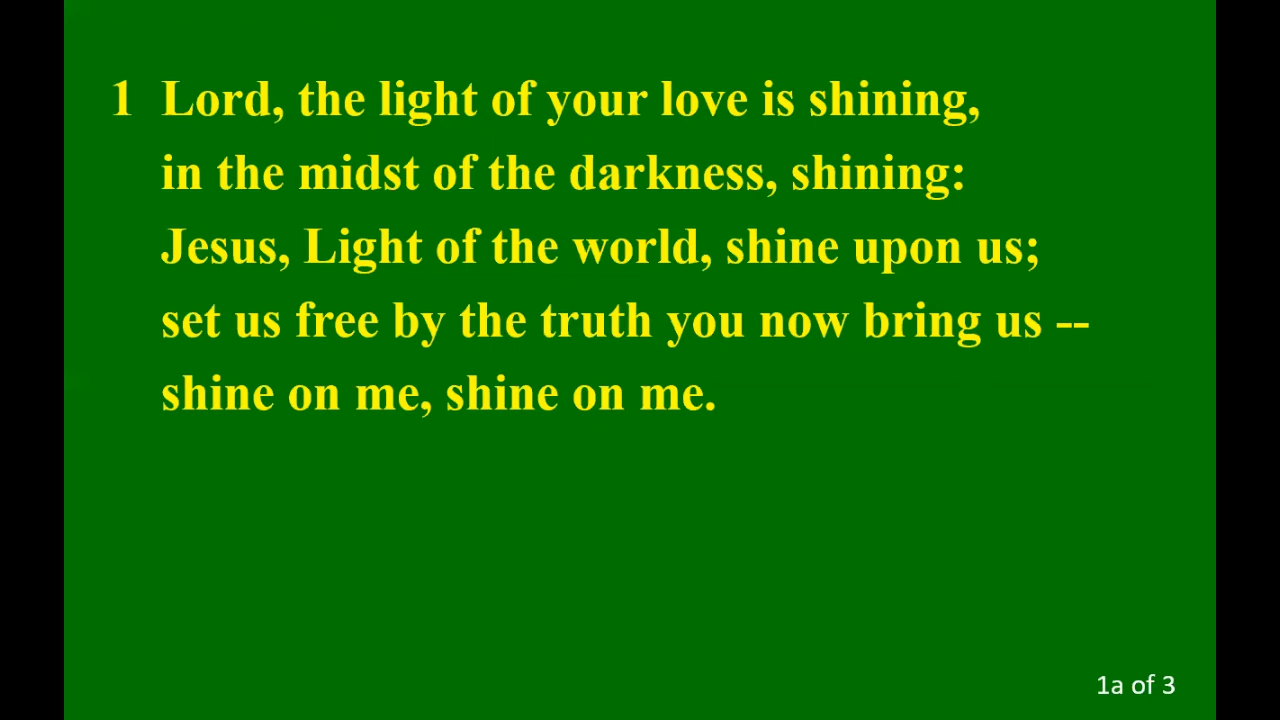 1 Lord, the light of your love is shining,
in the midst of the darkness, shining:
Jesus, Light of the world, shine upon us;
set us free by the truth you now bring us --
shine on me, shine on me.
1a of 3